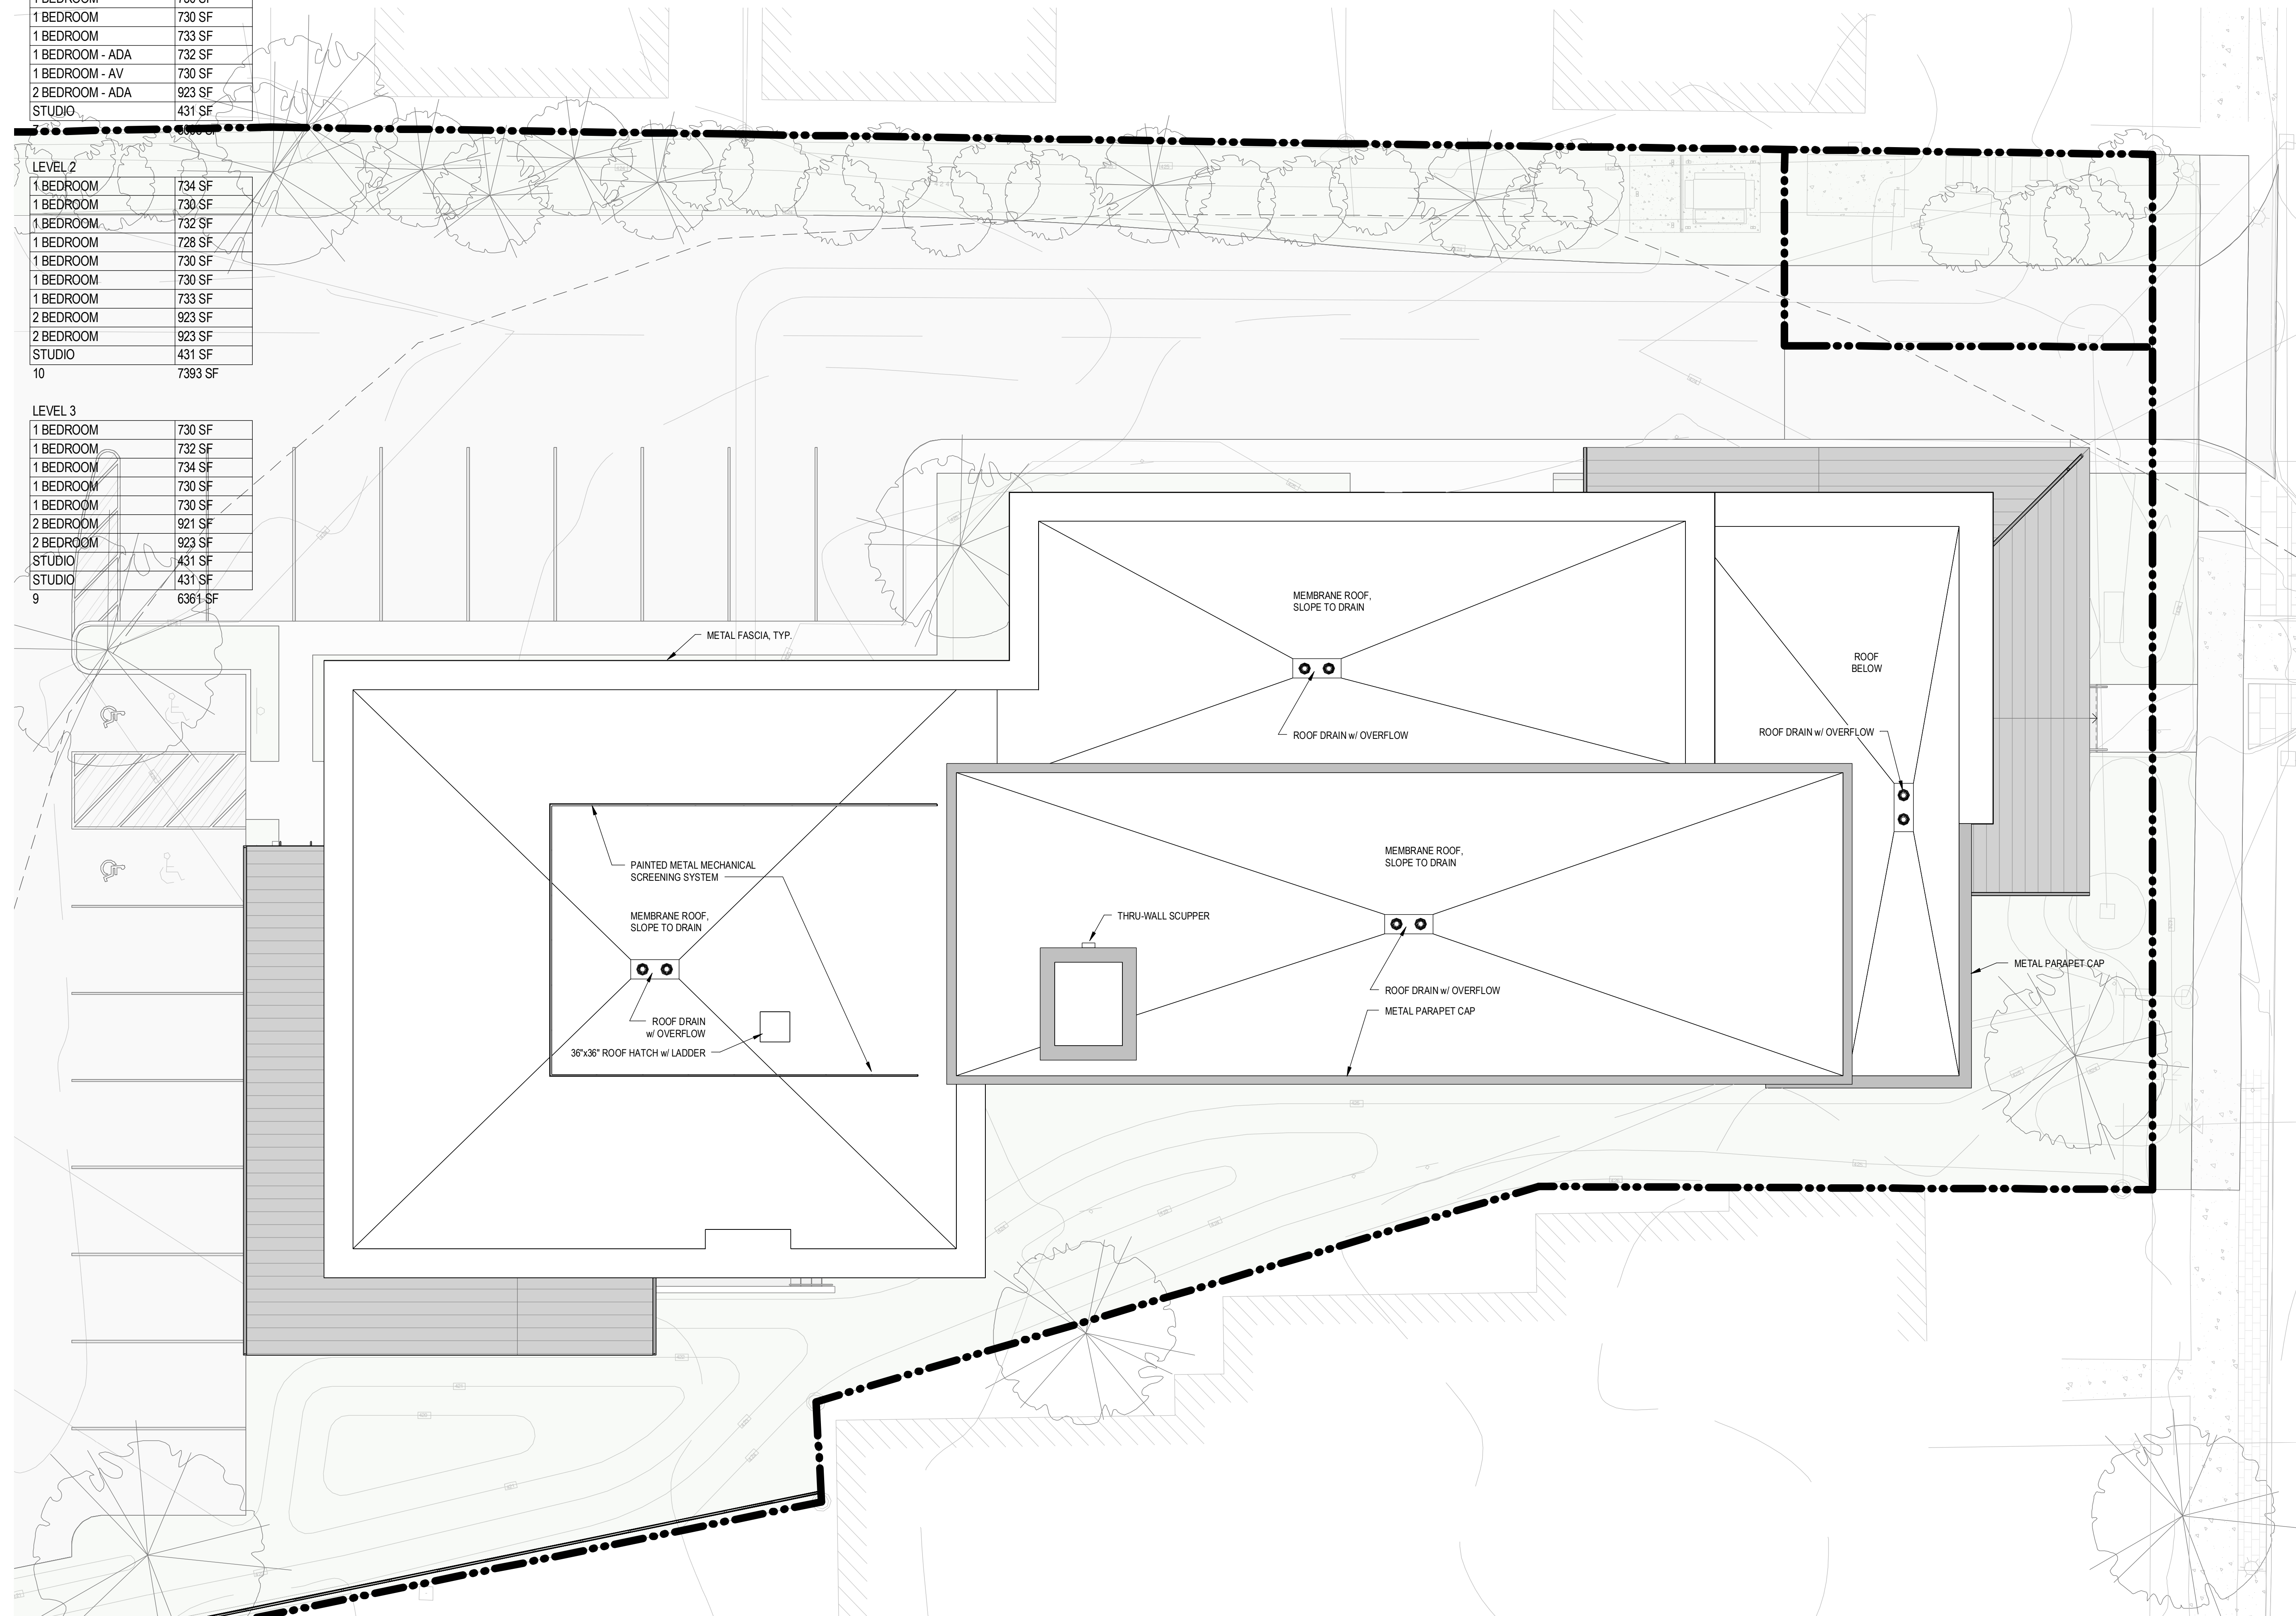 1 BEDROOM 730 SF
1 BEDROOM 733 SF
1 BEDROOM - ADA 732 SF
1 BEDROOM - AV 730 SF
2 BEDROOM - ADA 923 SF
STUDIO 431 SF
7
LEVEL 2
1 BEDROOM 734 SF
1 BEDROOM 730 SF
1 BEDROOM 732 SF
1 BEDROOM 728 SF
1 BEDROOM 730 SF
1 BEDROOM 730 SF
1 BEDROOM 733 SF
2 BEDROOM 923 SF
2 BEDROOM 923 SF
STUDIO 431 SF
10 7393 SF
LEVEL 3
1 BEDROOM 730 SF
1 BEDROOM 732 SF
1 BEDROOM 734 SF
1 BEDROOM 730 SF
1 BEDROOM 730 SF
2 BEDROOM 921 SF
2 BEDROOM 923 SF
STUDIO 431 SF
STUDIO 431 SF
9 6361 SF
METAL FASCIA, TYP.
MEMBRANE ROOF,
SLOPE TO DRAIN
ROOF DRAIN w/ OVERFLOW
ROOF
BELOW
ROOF DRAIN w/ OVERFLOW
PAINTED METAL MECHANICAL
SCREENING SYSTEM
MEMBRANE ROOF,
SLOPE TO DRAIN
ROOF DRAIN
w/ OVERFLOW
36"x36" ROOF HATCH w/ LADDER
MEMBRANE ROOF,
SLOPE TO DRAIN
THRU-WALL SCUPPER
ROOF DRAIN w/ OVERFLOW
METAL PARAPET CAP
METAL PARAPET CAP